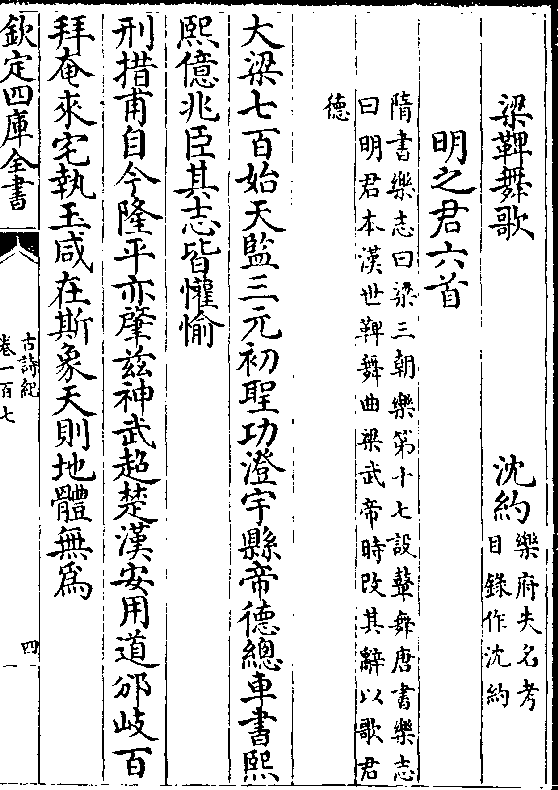 梁鞞舞歌 沈約 樂府失名考
目錄作沈約
明之君六首
隋書樂志曰梁三朝樂第十七設鞞舞唐書樂志
曰明君本漢世鞞舞曲梁武帝時改其辭以歌君
德
大梁七百始天監三元初聖功澄宇縣帝德總車書熙
熙億兆臣其志皆懽愉
刑措甫自今隆平亦肇兹神武超楚漢安用道邠岐百
拜奄來宅執玉咸在斯象天則地體無為
欽定四庫全書
古詩紀
卷一百七
四